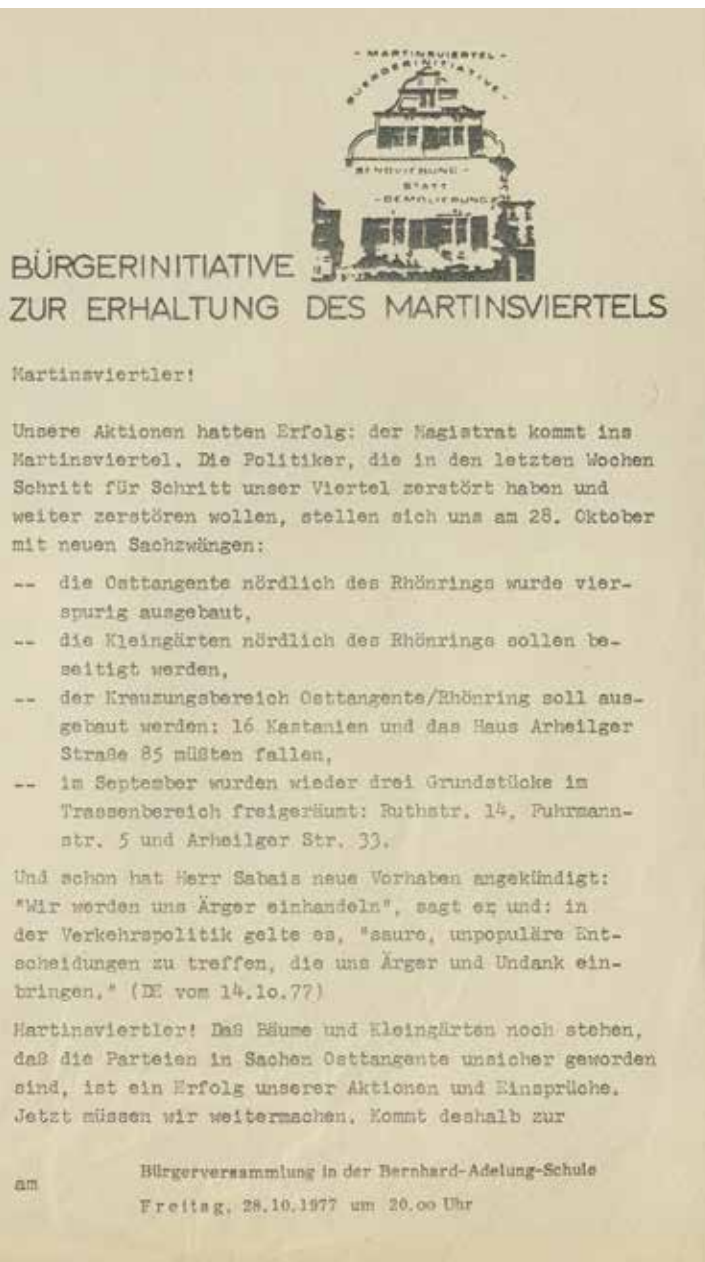 - MARTINSVIERTEL -
BUERGERINITIATIVE -
RENOVIERUNG -
STATT
- DEMOLIERUNG
BÜRGERINITIATIVE
ZUR ERHALTUNG DES MARTINSVIERTELS
Martinsviertler!
Unsere Aktionen hatten Erfolg: der Magistrat kommt ins
Martinsviertel. Die Politiker, die in den letzten Wochen
Schritt für Schritt unser Viertel zerstört haben und
weiter zerstören wollen, stellen sich uns am 28. Oktober
mit neuen Sachzwängen:
-- die Osttangente nördlich des Rhönrings wurde vier-
spurig ausgebaut,
-- die Kleingärten nördlich des Rhönrings sollen be-
seitigt werden,
-- der Kreuzungsbereich Osttangente/Rhönring soll aus-
gebaut werden: 16 Kastanien und das Haus Arheilger
Straße 85 müßten fallen,
-- im September wurden wieder drei Grundstücke im
Trassenbereich freigeräumt: Ruthstr. 14, Fuhrmann-
str. 5 und Arheilger Str. 33.
Und schon hat Herr Sabais neue Vorhaben angekündigt:
"Wir werden uns Ärger einhandeln", sagt er, und: in
der Verkehrspolitik gelte es, "saure, unpopuläre Ent-
scheidungen zu treffen, die uns Ärger und Undank ein-
bringen." (DE vom 14.1o.77)
Martinsviertler! Daß Bäume und Kleingärten noch stehen,
daß die Parteien in Sachen Osttangente unsicher geworden
sind, ist ein Erfolg unserer Aktionen und Einsprüche.
Jetzt müssen wir weitermachen. Kommt deshalb zur
Bürgerversammlung in der Bernhard-Adelung-Schule
am
Freitag, 28.10.1977 um 20.oo Uhr